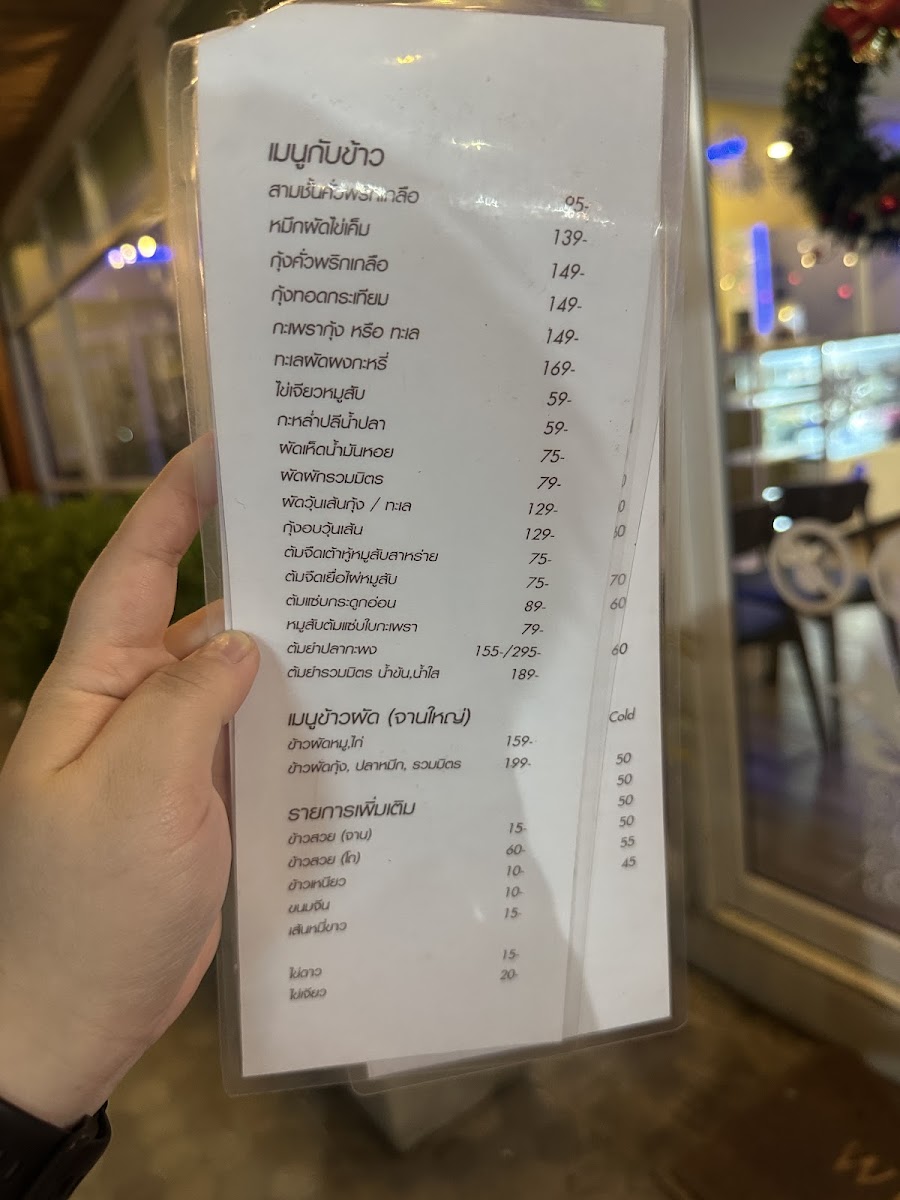 เมนูกับข้าว
สามชั้นคั่วพริกเกลือ 95-
หมึกผัดไข่เค็ม 139-
กุ้งคั่วพริกเกลือ 149-
กุ้งทอดกระเทียม 149-
กะเพรากุ้ง หรือ ทะเล 149-
ทะเลผัดผงกะหรี่ 169-
ไข่เจียวหมูสับ 59-
กะหล่ำปลีน้ำปลา 59-
ผัดเห็ดน้ำมันหอย 75-
ผัดผักรวมมิตร 79-
ผัดวุ้นเส้นกุ้ง / ทะเล 129-
กุ้งอบวุ้นเส้น 129-
ต้มจืดเต้าหู้หมูสับสาหร่าย 75-
ต้มจืดเยื่อไผ่หมูสับ 75-
ต้มแซ่บกระดูกอ่อน 89-
หมูสับต้มแซ่บใบกะเพรา 79-
ต้มยำปลากะพง 155-/295-
ต้มยำรวมมิตร น้ำข้น,น้ำใส 189-
เมนูข้าวผัด (จานใหญ่)
ข้าวผัดหมู,ไก่ 159-
ข้าวผัดกุ้ง, ปลาหมึก, รวมมิตร 199-
รายการเพิ่มเติม
ข้าวสวย (จาน) 15-
ข้าวสวย (โถ) 60-
ข้าวเหนียว 10-
ขนมจีน 10-
เส้นหมี่ขาว 15-
ไข่ดาว 15-
ไข่เจียว 20-
70
60
60
Cold
50
50
50
50
55
45